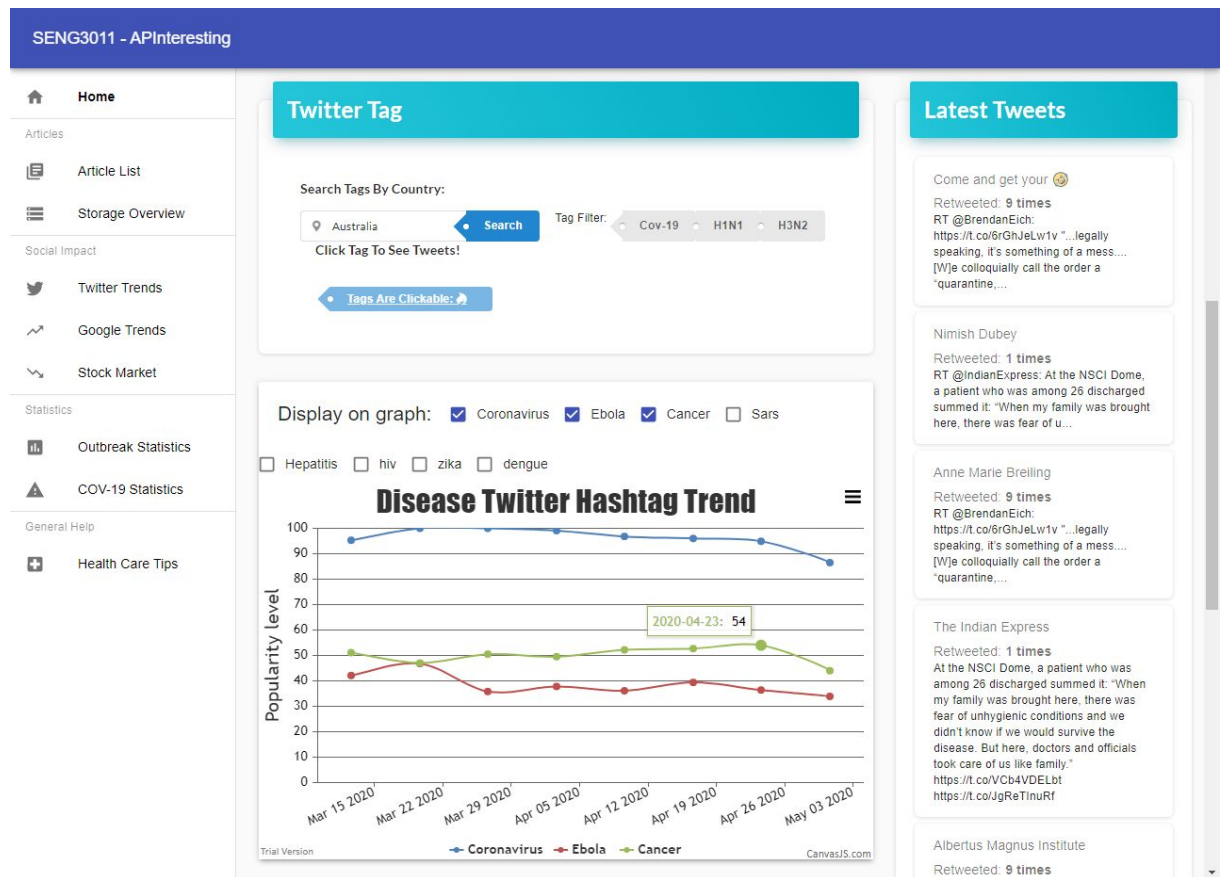 SENG3011 - APInteresting
Home
Articles
Article List
Storage Overview
Social Impact
Twitter Trends
Google Trends
Stock Market
Statistics
Outbreak Statistics
COV-19 Statistics
General Help
Health Care Tips
Twitter Tag
Search Tags By Country:
Australia
Search
Tag Filter:
Cov-19
H1N1
H3N2
Click Tag To See Tweets!
Tags Are Clickable:
Display on graph: Coronavirus Ebola Cancer Sars
Hepatitis hiv zika dengue
Disease Twitter Hashtag Trend
Popularity level
100
90
80
70
60
50
40
30
20
10
0
2020-04-23: 54
Mar 15 2020
Mar 22 2020
Mar 29 2020
Apr 05 2020
Apr 12 2020
Apr 19 2020
Apr 26 2020
May 03 2020
Coronavirus Ebola Cancer
Trial Version
CanvasJS.com
Latest Tweets
Come and get your 🤣
Retweeted: 9 times
RT @BrendanEich:
https://t.co/6rGhJeLw1v "...legally
speaking, it's something of a mess....
[W]e colloquially call the order a
"quarantine,...
Nimish Dubey
Retweeted: 1 times
RT @IndianExpress: At the NSCI Dome,
a patient who was among 26 discharged
summed it: "When my family was brought
here, there was fear of u...
Anne Marie Breiling
Retweeted: 9 times
RT @BrendanEich:
https://t.co/6rGhJeLw1v "...legally
speaking, it's something of a mess....
[W]e colloquially call the order a
"quarantine,...
The Indian Express
Retweeted: 1 times
At the NSCI Dome, a patient who was
among 26 discharged summed it: "When
my family was brought here, there was
fear of unhygienic conditions and we
didn't know if we would survive the
disease. But here, doctors and officials
took care of us like family."
https://t.co/VCb4VDELbt
https://t.co/JgReTlnuRf
Albertus Magnus Institute
Retweeted: 9 times